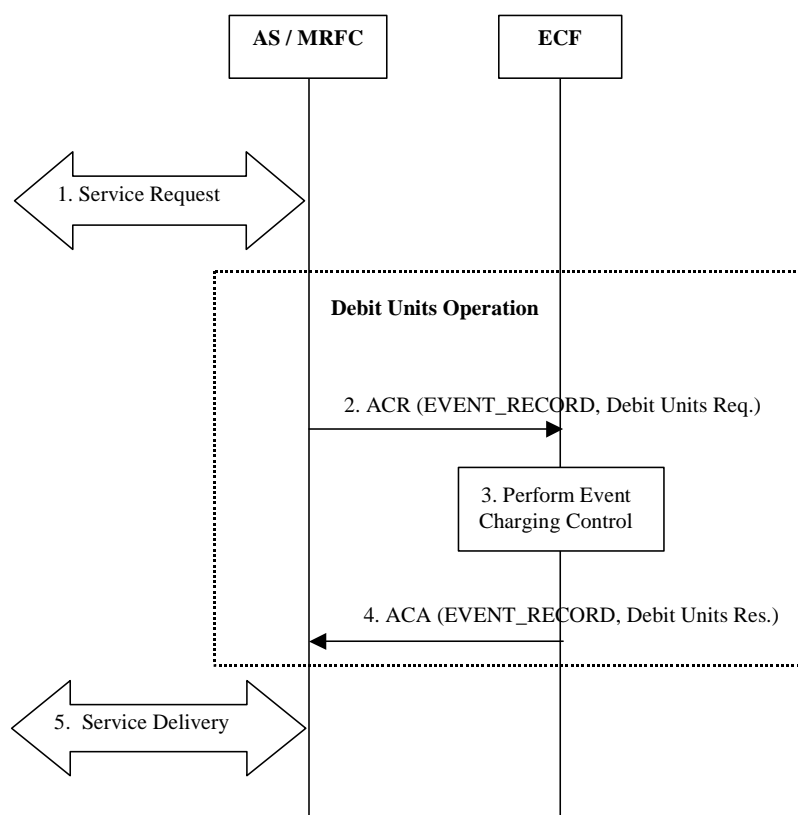 AS / MRFC
ECF
1. Service Request
Debit Units Operation
2. ACR (EVENT_RECORD, Debit Units Req.)
3. Perform Event
Charging Control
4. ACA (EVENT_RECORD, Debit Units Res.)
5. Service Delivery